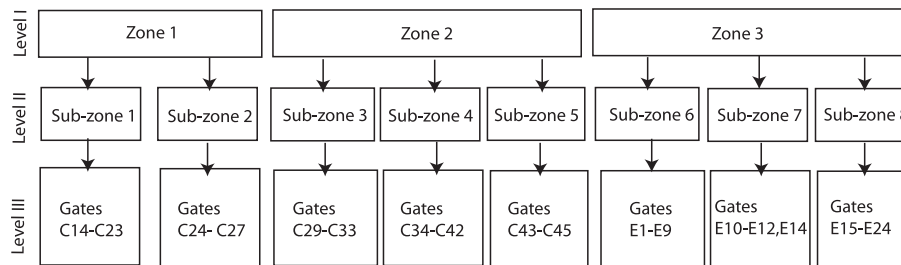 Level I
Zone 1
Zone 2
Zone 3
Level II
Sub-zone 1
Sub-zone 2
Sub-zone 3
Sub-zone 4
Sub-zone 5
Sub-zone 6
Sub-zone 7
Sub-zone 8
Level III
Gates
C14-C23
Gates
C24- C27
Gates
C29-C33
Gates
C34-C42
Gates
C43-C45
Gates
E1-E9
Gates
E10-E12,E14
Gates
E15-E24